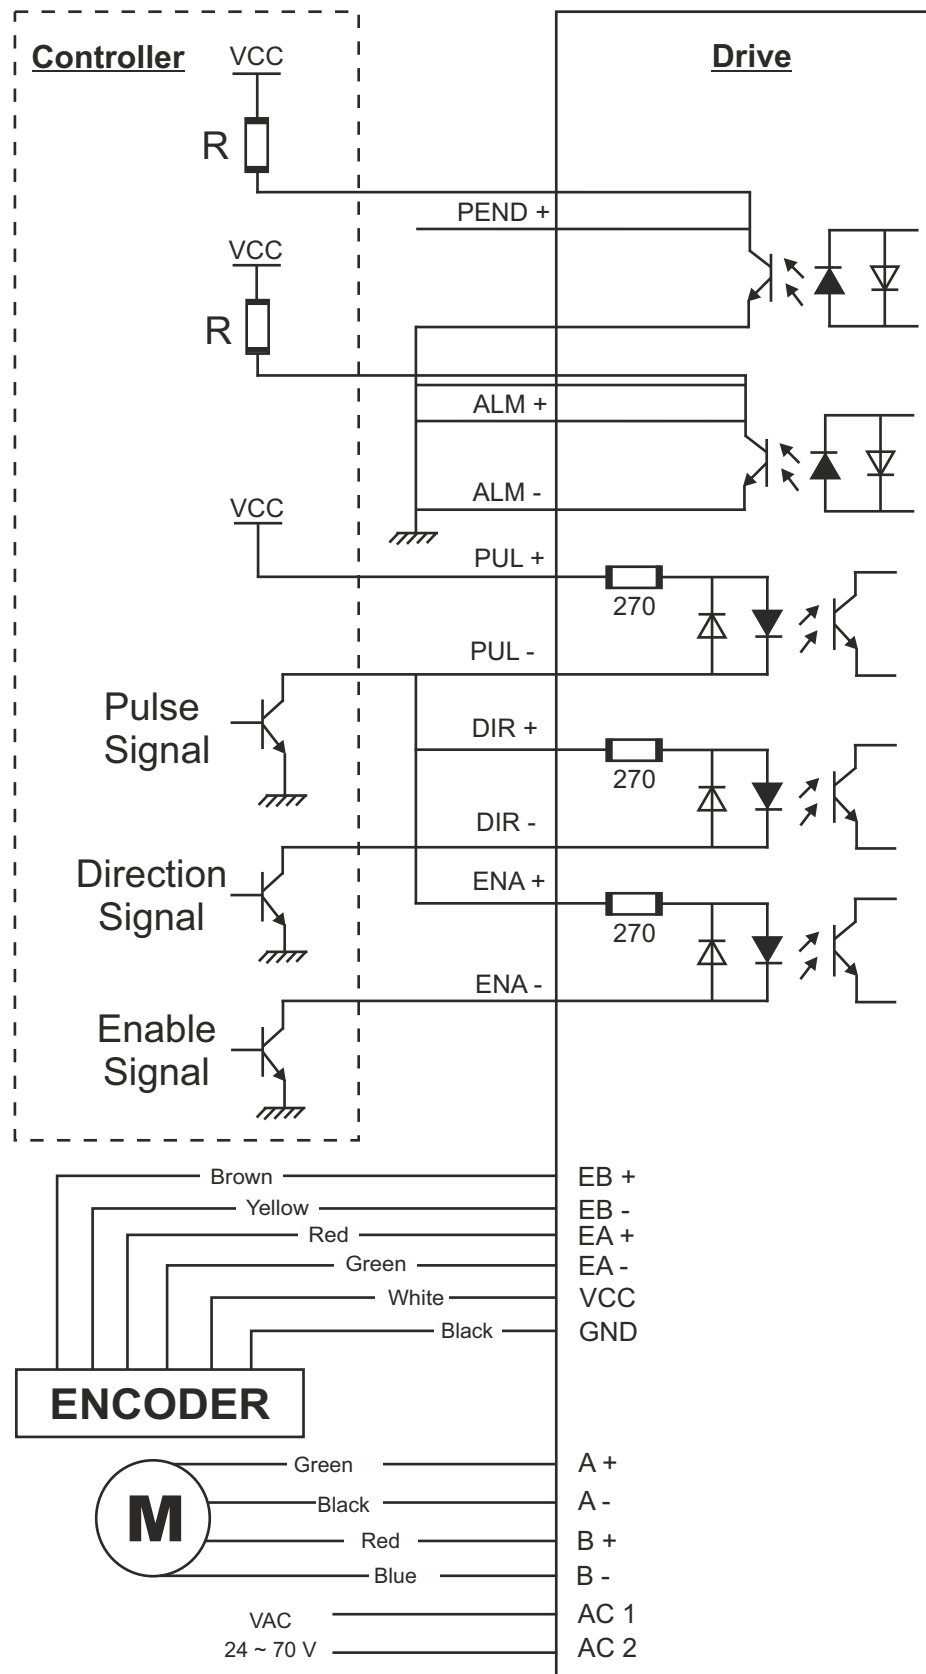 Controller
Drive
VCC
R
PEND +
VCC
R
ALM +
ALM -
VCC
PUL +
270
PUL -
Pulse
Signal
DIR +
270
DIR -
Direction
Signal
ENA +
270
ENA -
Enable
Signal
Brown
EB +
Yellow
EB -
Red
EA +
Green
EA -
White
VCC
Black
GND
ENCODER
Green
A +
M
Black
A -
Red
B +
Blue
B -
VAC
24 ~ 70 V
AC 1
AC 2